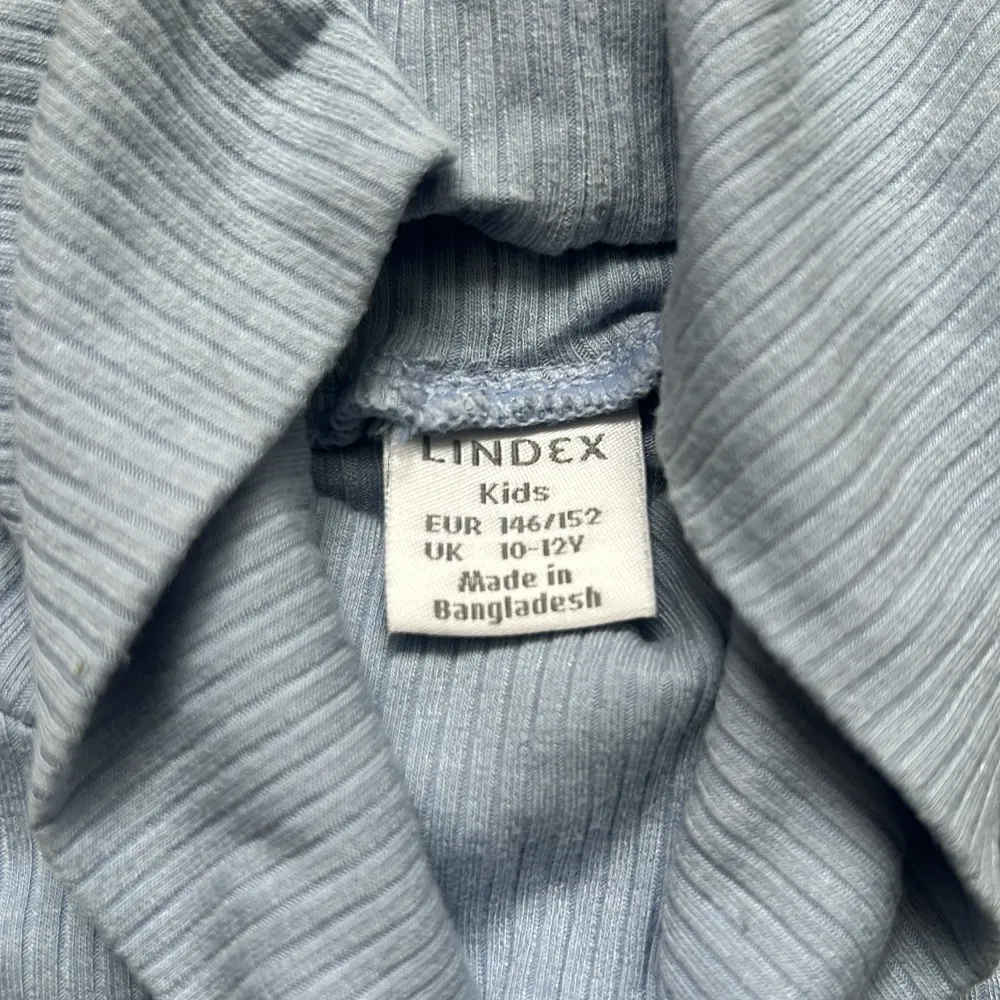 LINDEX
Kids
EUR 146/152
UK 10-12Y
Made in
Bangladesh